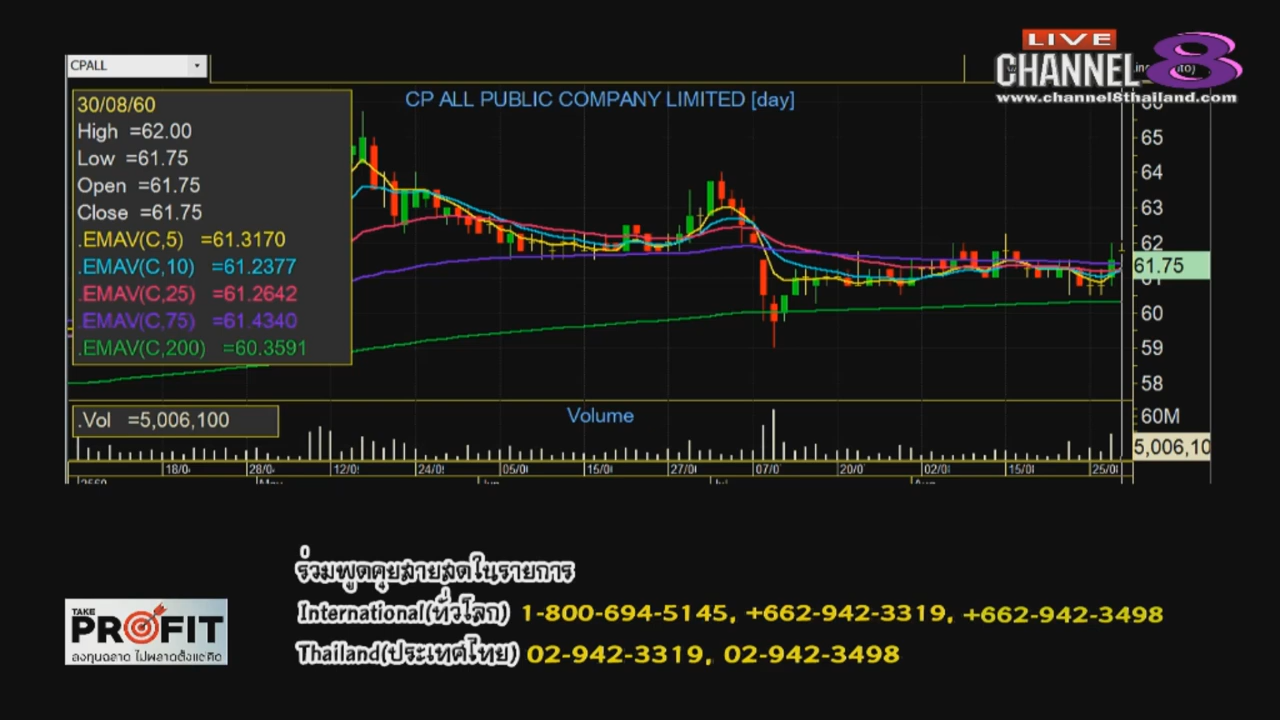 LIVE
CHANNEL 8
www.channel8thailand.com
CPALL
CP ALL PUBLIC COMPANY LIMITED [day]
30/08/60
High =62.00
Low =61.75
Open =61.75
Close =61.75
.EMAV(C,5) =61.3170
.EMAV(C,10) =61.2377
.EMAV(C,25) =61.2642
.EMAV(C,75) =61.4340
.EMAV(C,200) =60.3591
65
64
63
62
61.75
61
60
59
58
.Vol =5,006,100
Volume
60M
5,006,10
18/0
28/0
12/0
24/0
05/0
15/0
27/0
07/0
20/0
02/0
15/0
25/0
2560
May
Jun
Jul
Aug
ร่วมพูดคุยสายสดในรายการ
International(ทั่วโลก) 1-800-694-5145, +662-942-3319, +662-942-3498
Thailand(ประเทศไทย) 02-942-3319, 02-942-3498
TAKE
PROFIT
ลงทุนฉลาด ไม่พลาดตั้งแต่คิด